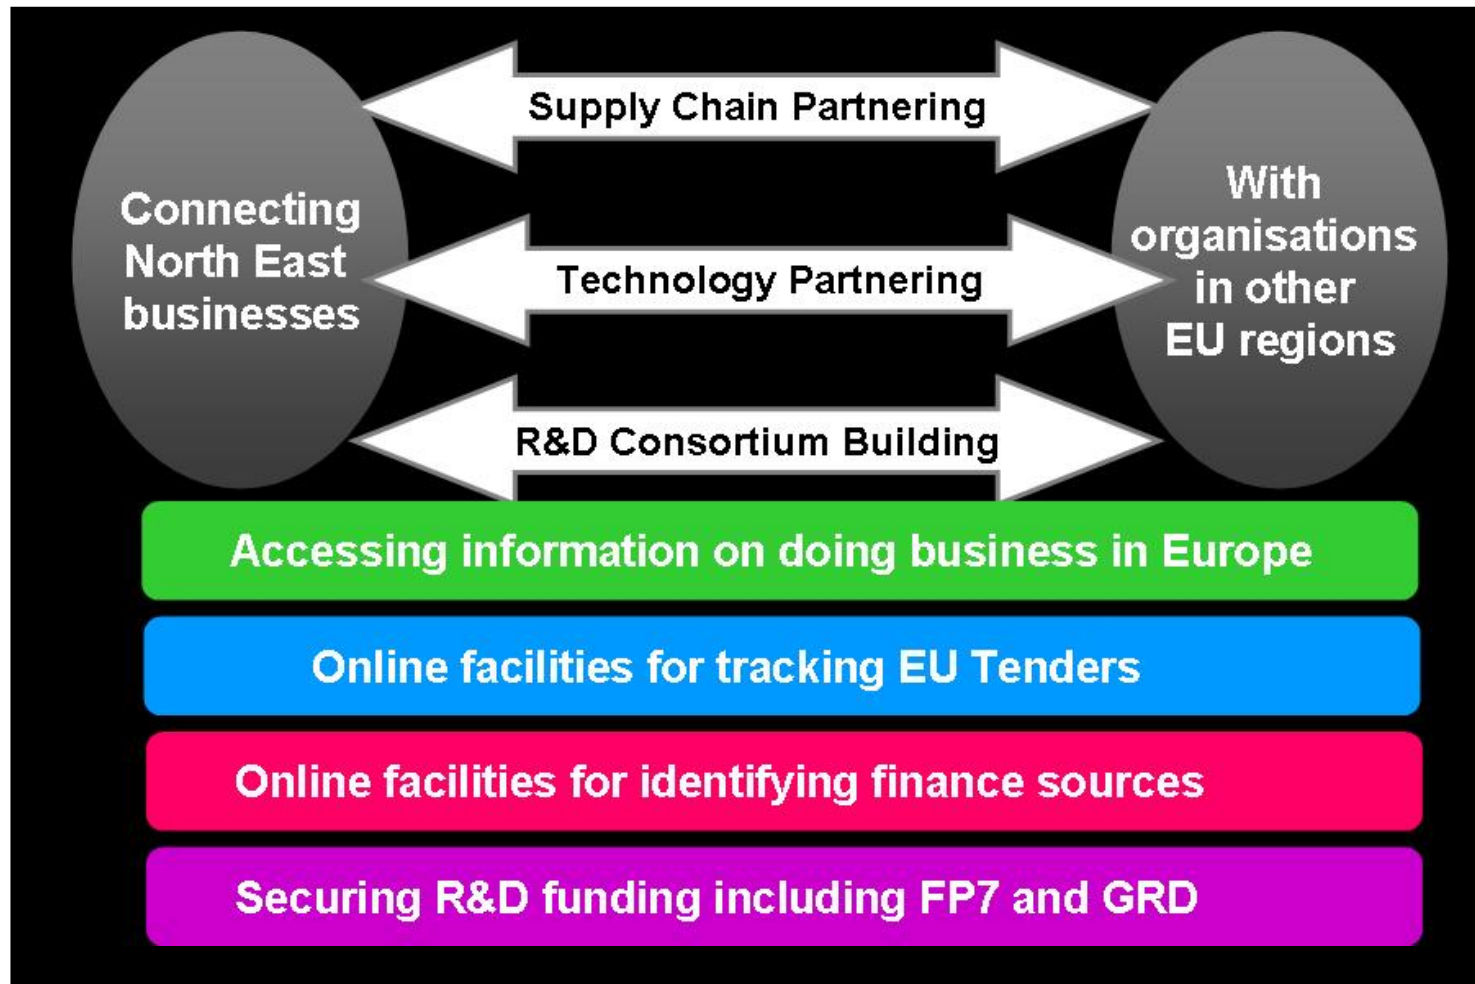 Supply Chain Partnering
Connecting
North East
businesses
With
organisations
in other
EU regions
Technology Partnering
R&D Consortium Building
Accessing information on doing business in Europe
Online facilities for tracking EU Tenders
Online facilities for identifying finance sources
Securing R&D funding including FP7 and GRD